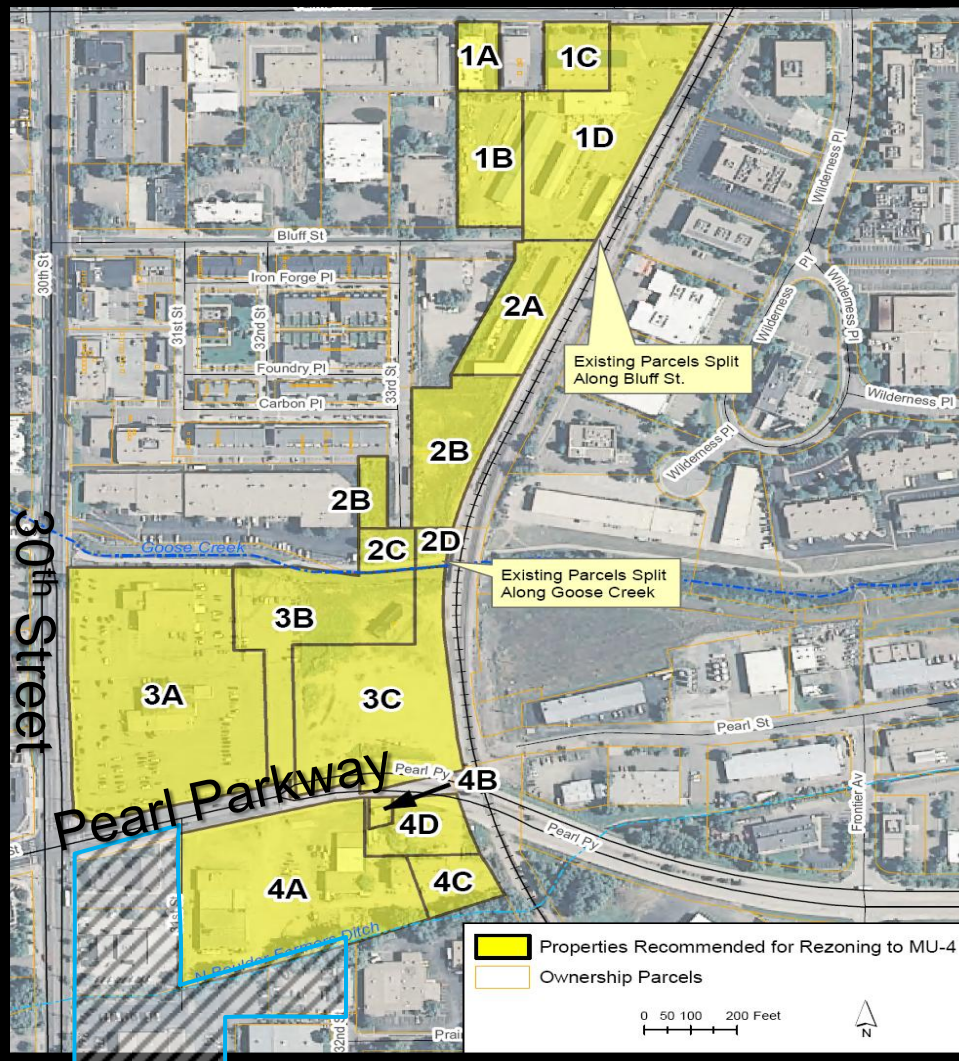 1A
1C
1B
1D
Wilderness Pl
Bluff St
30th St
Iron Forge Pl
31st St
32nd St
2A
Wilderness Pl
Wilderness Pl
Existing Parcels Split
Along Bluff St.
Foundry Pl
33rd St
Carbon Pl
Wilderness Pl
Wilderness Pl
2B
2B
30th Street
Goose Creek
2C
2D
Existing Parcels Split
Along Goose Creek
3B
3A
3C
Pearl St
Pearl Parkway
Pearl Py
4B
4D
Pearl Py
Frontier Av
St
4A
4C
31st St
N Boulder Farmers Ditch
32nd St
Prai
Properties Recommended for Rezoning to MU-4
Ownership Parcels
0 50 100 200 Feet
N